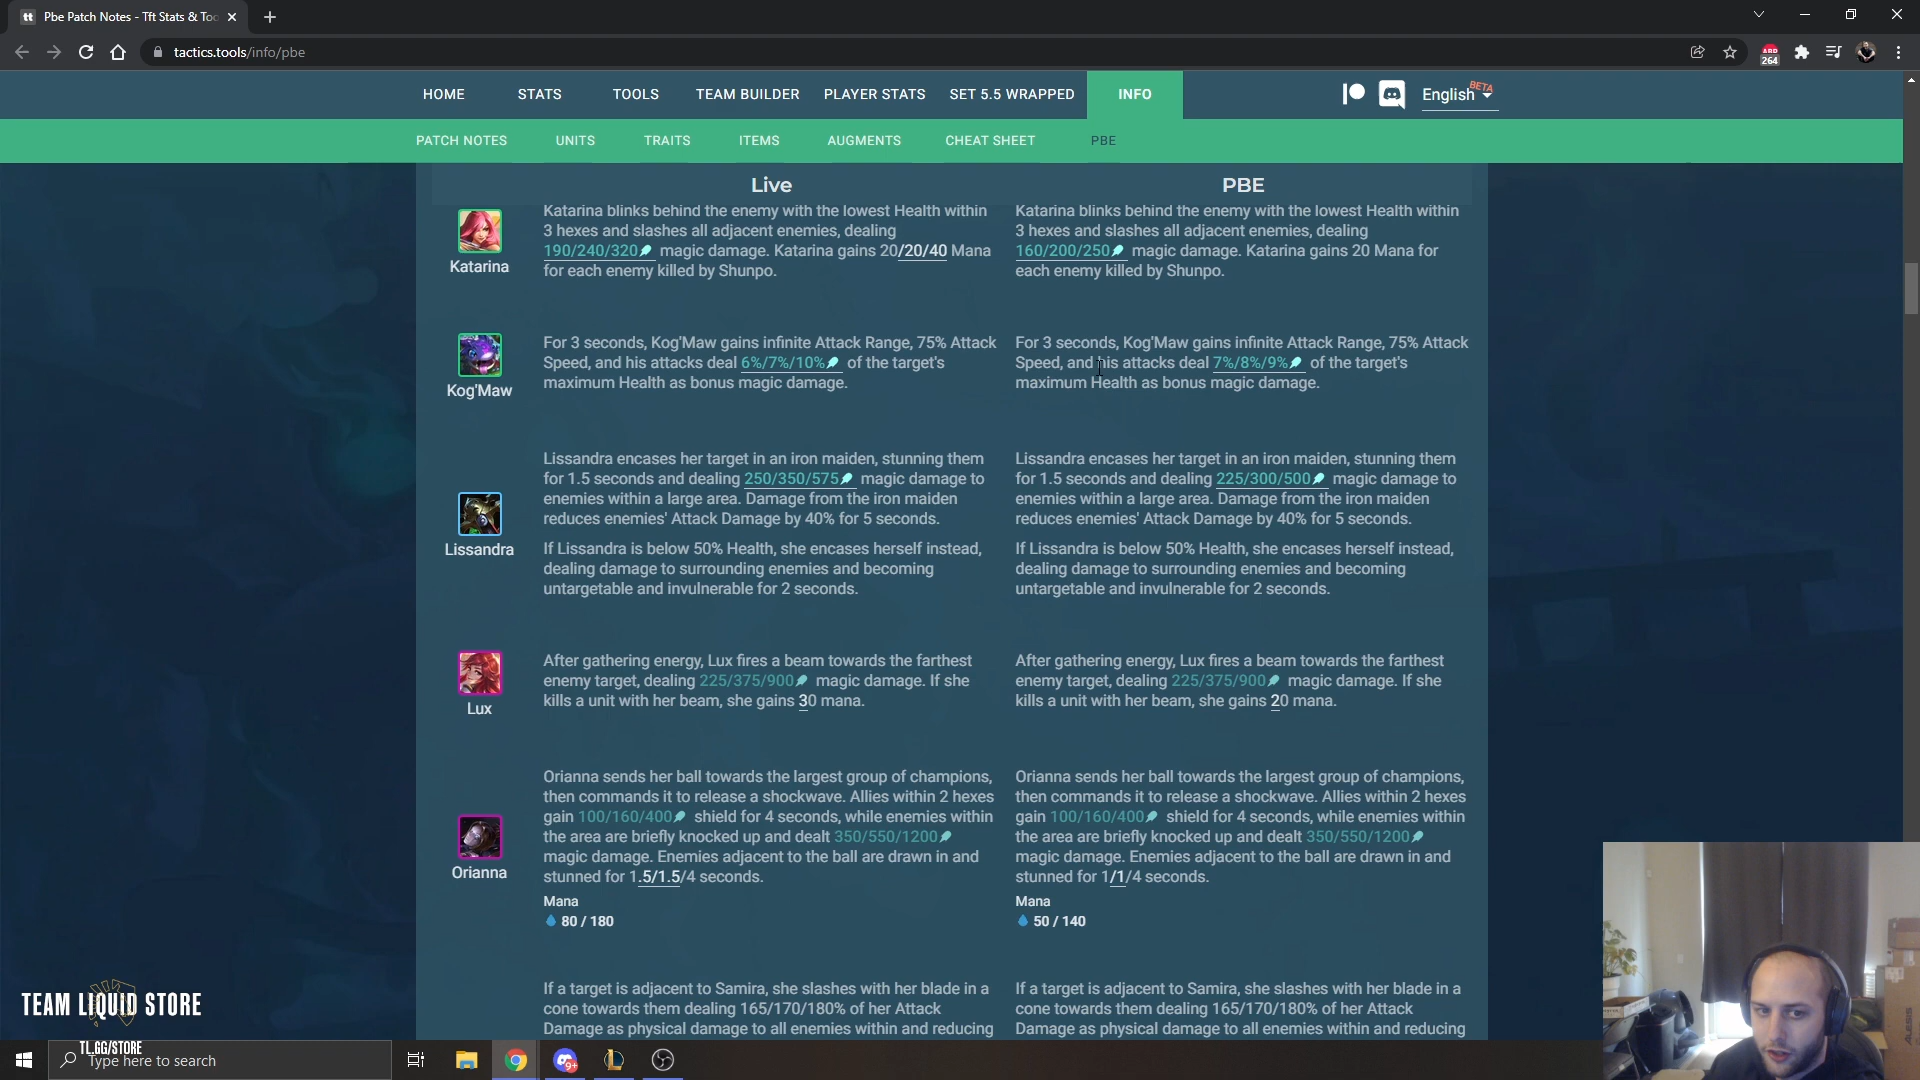 Pbe Patch Notes - Tft Stats & Too
tactics.tools/info/pbe
ABP
264
HOME
STATS
TOOLS
TEAM BUILDER
PLAYER STATS
SET 5.5 WRAPPED
INFO
English
BETA
PATCH NOTES
UNITS
TRAITS
ITEMS
AUGMENTS
CHEAT SHEET
PBE
Live
PBE
Katarina
Katarina blinks behind the enemy with the lowest Health within
3 hexes and slashes all adjacent enemies, dealing
190/240/320 magic damage. Katarina gains 20/20/40 Mana
for each enemy killed by Shunpo.
Katarina blinks behind the enemy with the lowest Health within
3 hexes and slashes all adjacent enemies, dealing
160/200/250 magic damage. Katarina gains 20 Mana for
each enemy killed by Shunpo.
Kog'Maw
For 3 seconds, Kog'Maw gains infinite Attack Range, 75% Attack
Speed, and his attacks deal 6%/7%/10% of the target's
maximum Health as bonus magic damage.
For 3 seconds, Kog'Maw gains infinite Attack Range, 75% Attack
Speed, and his attacks deal 7%/8%/9% of the target's
maximum Health as bonus magic damage.
Lissandra
Lissandra encases her target in an iron maiden, stunning them
for 1.5 seconds and dealing 250/350/575 magic damage to
enemies within a large area. Damage from the iron maiden
reduces enemies' Attack Damage by 40% for 5 seconds.
If Lissandra is below 50% Health, she encases herself instead,
dealing damage to surrounding enemies and becoming
untargetable and invulnerable for 2 seconds.
Lissandra encases her target in an iron maiden, stunning them
for 1.5 seconds and dealing 225/300/500 magic damage to
enemies within a large area. Damage from the iron maiden
reduces enemies' Attack Damage by 40% for 5 seconds.
If Lissandra is below 50% Health, she encases herself instead,
dealing damage to surrounding enemies and becoming
untargetable and invulnerable for 2 seconds.
Lux
After gathering energy, Lux fires a beam towards the farthest
enemy target, dealing 225/375/900 magic damage. If she
kills a unit with her beam, she gains 30 mana.
After gathering energy, Lux fires a beam towards the farthest
enemy target, dealing 225/375/900 magic damage. If she
kills a unit with her beam, she gains 20 mana.
Orianna
Orianna sends her ball towards the largest group of champions,
then commands it to release a shockwave. Allies within 2 hexes
gain 100/160/400 shield for 4 seconds, while enemies within
the area are briefly knocked up and dealt 350/550/1200
magic damage. Enemies adjacent to the ball are drawn in and
stunned for 1.5/1.5/4 seconds.
Mana
80 / 180
Orianna sends her ball towards the largest group of champions,
then commands it to release a shockwave. Allies within 2 hexes
gain 100/160/400 shield for 4 seconds, while enemies within
the area are briefly knocked up and dealt 350/550/1200
magic damage. Enemies adjacent to the ball are drawn in and
stunned for 1/1/4 seconds.
Mana
50 / 140
If a target is adjacent to Samira, she slashes with her blade in a
cone towards them dealing 165/170/180% of her Attack
Damage as physical damage to all enemies within and reducing
If a target is adjacent to Samira, she slashes with her blade in a
cone towards them dealing 165/170/180% of her Attack
Damage as physical damage to all enemies within and reducing
TEAM LIQUID STORE
TL.GG/STORE
Type here to search
9+
ALESIS